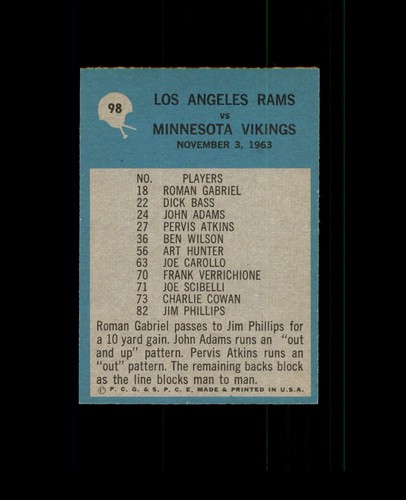 98
LOS ANGELES RAMS
vs
MINNESOTA VIKINGS
NOVEMBER 3, 1963
NO. PLAYERS
18 ROMAN GABRIEL
22 DICK BASS
24 JOHN ADAMS
27 PERVIS ATKINS
36 BEN WILSON
56 ART HUNTER
63 JOE CAROLLO
70 FRANK VERRICHIONE
71 JOE SCIBELLI
73 CHARLIE COWAN
82 JIM PHILLIPS
Roman Gabriel passes to Jim Phillips for
a 10 yard gain. John Adams runs an "out
and up" pattern. Pervis Atkins runs an
"out" pattern. The remaining backs block
as the line blocks man to man.
© P. C. G. & S. P. C. E. MADE & PRINTED IN U.S.A.